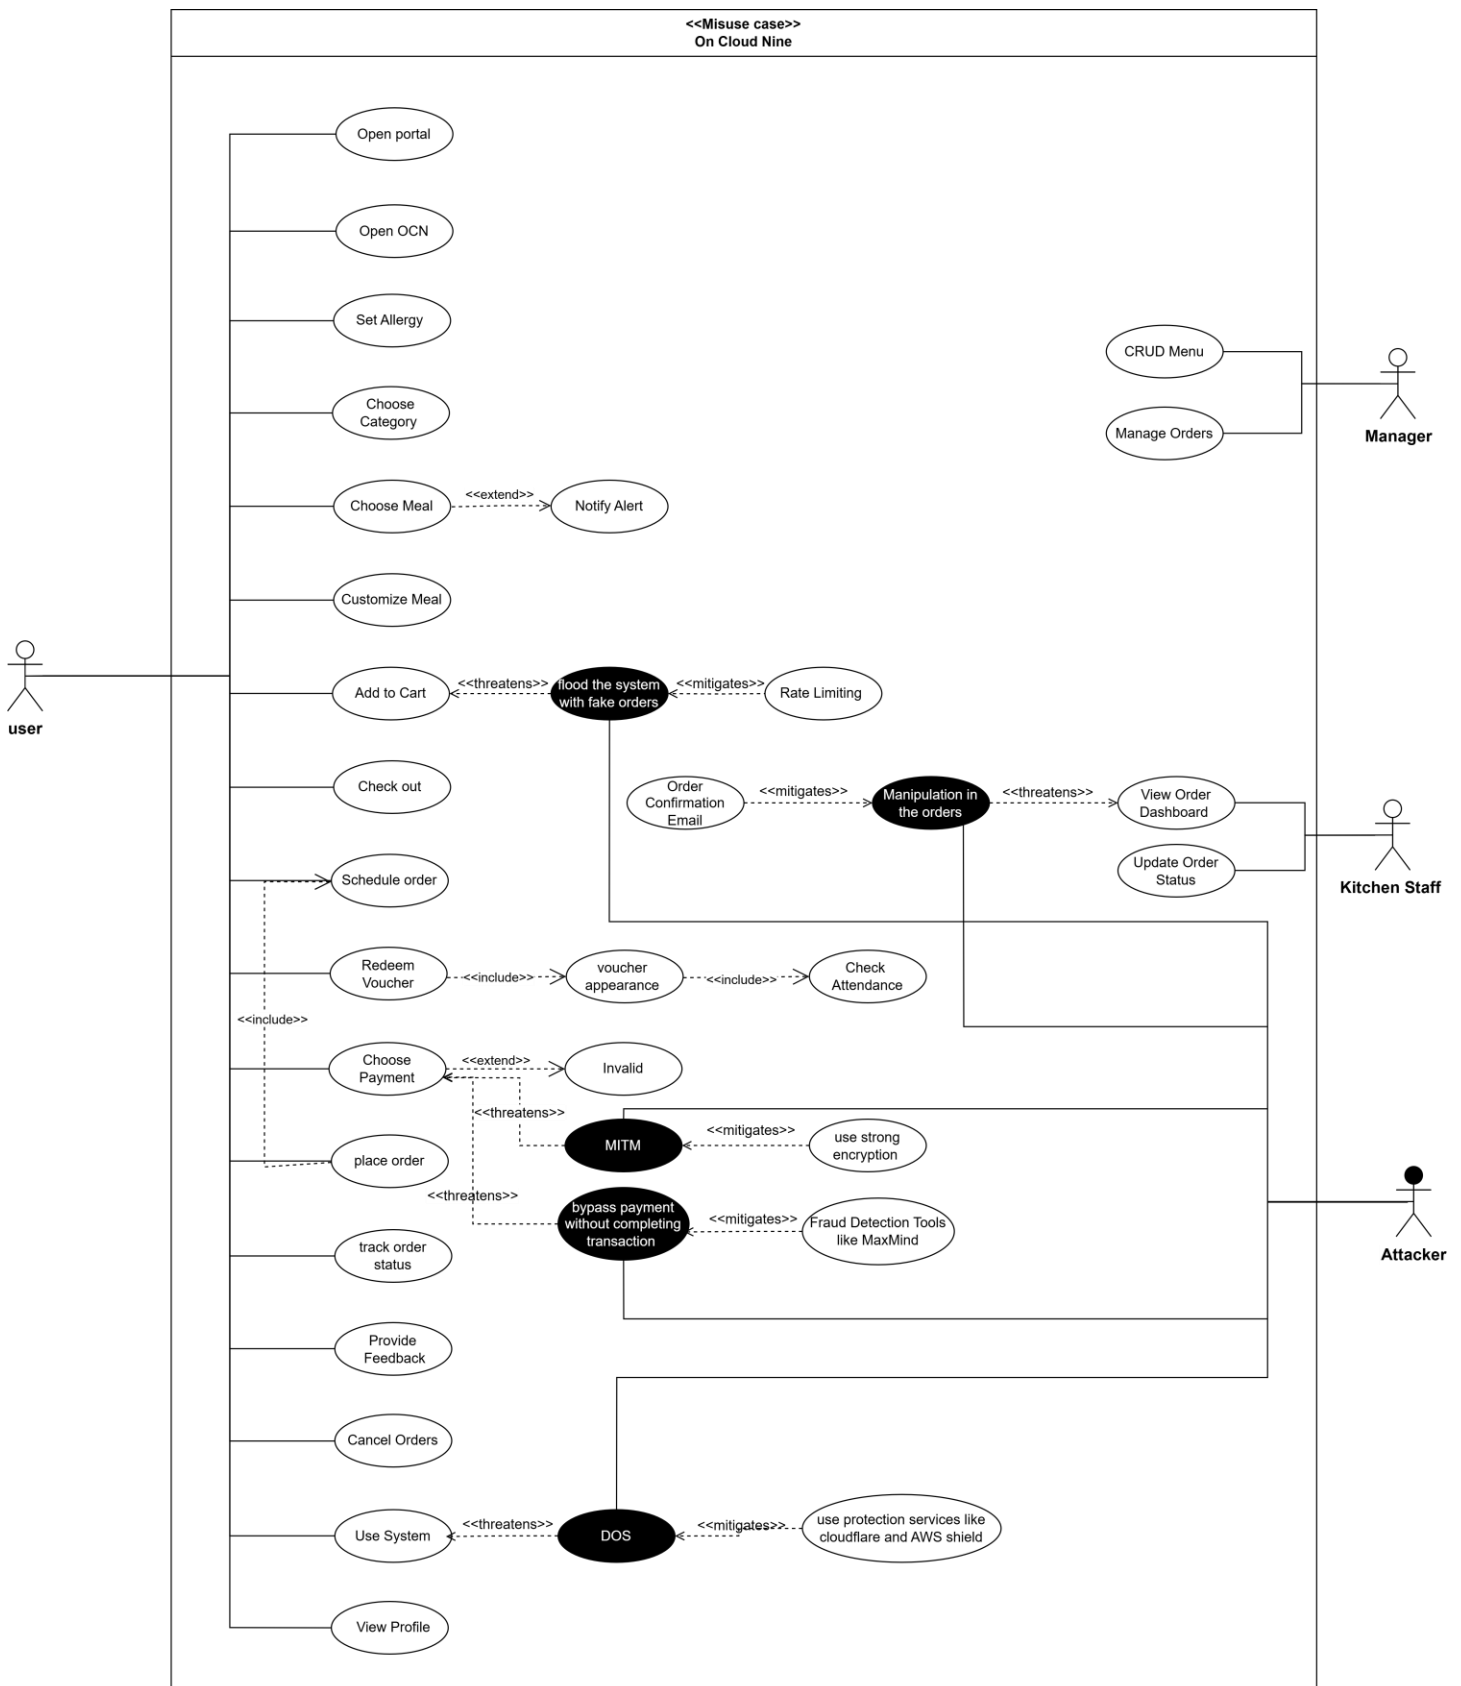 <<Misuse case>>
On Cloud Nine
Open portal
Open OCN
Set Allergy
CRUD Menu
Choose
Category
Manage Orders
Manager
Choose Meal
<<extend>>
Notify Alert
Customize Meal
user
Add to Cart
<<threatens>>
flood the system
with fake orders
<<mitigates>>
Rate Limiting
Check out
Order
Confirmation
Email
<<mitigates>>
Manipulation in
the orders
<<threatens>>
View Order
Dashboard
Update Order
Status
Kitchen Staff
Schedule order
Redeem
Voucher
<<include>>
voucher
appearance
<<include>>
Check
Attendance
<<include>>
Choose
Payment
<<extend>>
Invalid
<<threatens>>
MITM
<<mitigates>>
use strong
encryption
place order
<<threatens>>
bypass payment
without completing
transaction
<<mitigates>>
Fraud Detection Tools
like MaxMind
Attacker
track order
status
Provide
Feedback
Cancel Orders
Use System
<<threatens>>
DOS
<<mitigates>>
use protection services like
cloudflare and AWS shield
View Profile